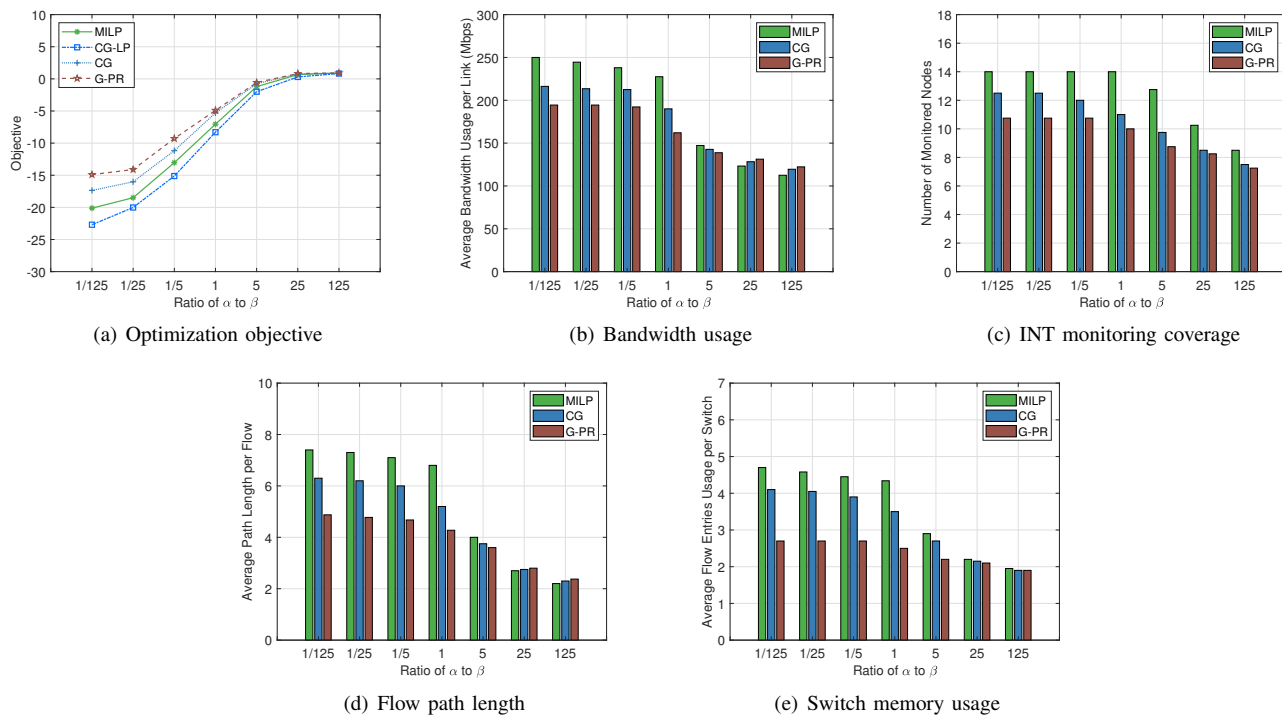 10
5
0
-5
-10
-15
-20
-25
-30
Objective
MILP
CG-LP
CG
G-PR
1/125 1/25 1/5 1 5 25 125
Ratio of α to β
(a) Optimization objective
300
250
200
150
100
50
0
Average Bandwidth Usage per Link (Mbps)
MILP
CG
G-PR
1/125 1/25 1/5 1 5 25 125
Ratio of α to β
(b) Bandwidth usage
18
16
14
12
10
8
6
4
2
0
Number of Monitored Nodes
MILP
CG
G-PR
1/125 1/25 1/5 1 5 25 125
Ratio of α to β
(c) INT monitoring coverage
10
8
6
4
2
0
Average Path Length per Flow
MILP
CG
G-PR
1/125 1/25 1/5 1 5 25 125
Ratio of α to β
(d) Flow path length
7
6
5
4
3
2
1
0
Average Flow Entries Usage per Switch
MILP
CG
G-PR
1/125 1/25 1/5 1 5 25 125
Ratio of α to β
(e) Switch memory usage